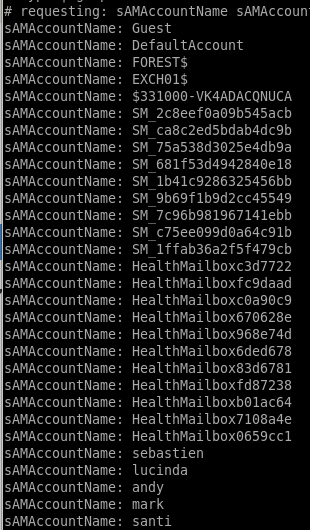 # requesting: sAMAccountName sAMAccoun
sAMAccountName: Guest
sAMAccountName: DefaultAccount
sAMAccountName: FOREST$
sAMAccountName: EXCH01$
sAMAccountName: $331000-VK4ADACQNUCA
sAMAccountName: SM_2c8eef0a09b545acb
sAMAccountName: SM_ca8c2ed5bdab4dc9b
sAMAccountName: SM_75a538d3025e4db9a
sAMAccountName: SM_681f53d4942840e18
sAMAccountName: SM_1b41c9286325456bb
sAMAccountName: SM_9b69f1b9d2cc45549
sAMAccountName: SM_7c96b981967141ebb
sAMAccountName: SM_c75ee099d0a64c91b
sAMAccountName: SM_1ffab36a2f5f479cb
sAMAccountName: HealthMailboxc3d7722
sAMAccountName: HealthMailboxfc9daad
sAMAccountName: HealthMailboxc0a90c9
sAMAccountName: HealthMailbox670628e
sAMAccountName: HealthMailbox968e74d
sAMAccountName: HealthMailbox6ded678
sAMAccountName: HealthMailbox83d6781
sAMAccountName: HealthMailboxfd87238
sAMAccountName: HealthMailboxb01ac64
sAMAccountName: HealthMailbox7108a4e
sAMAccountName: HealthMailbox0659cc1
sAMAccountName: sebastien
sAMAccountName: lucinda
sAMAccountName: andy
sAMAccountName: mark
sAMAccountName: santi